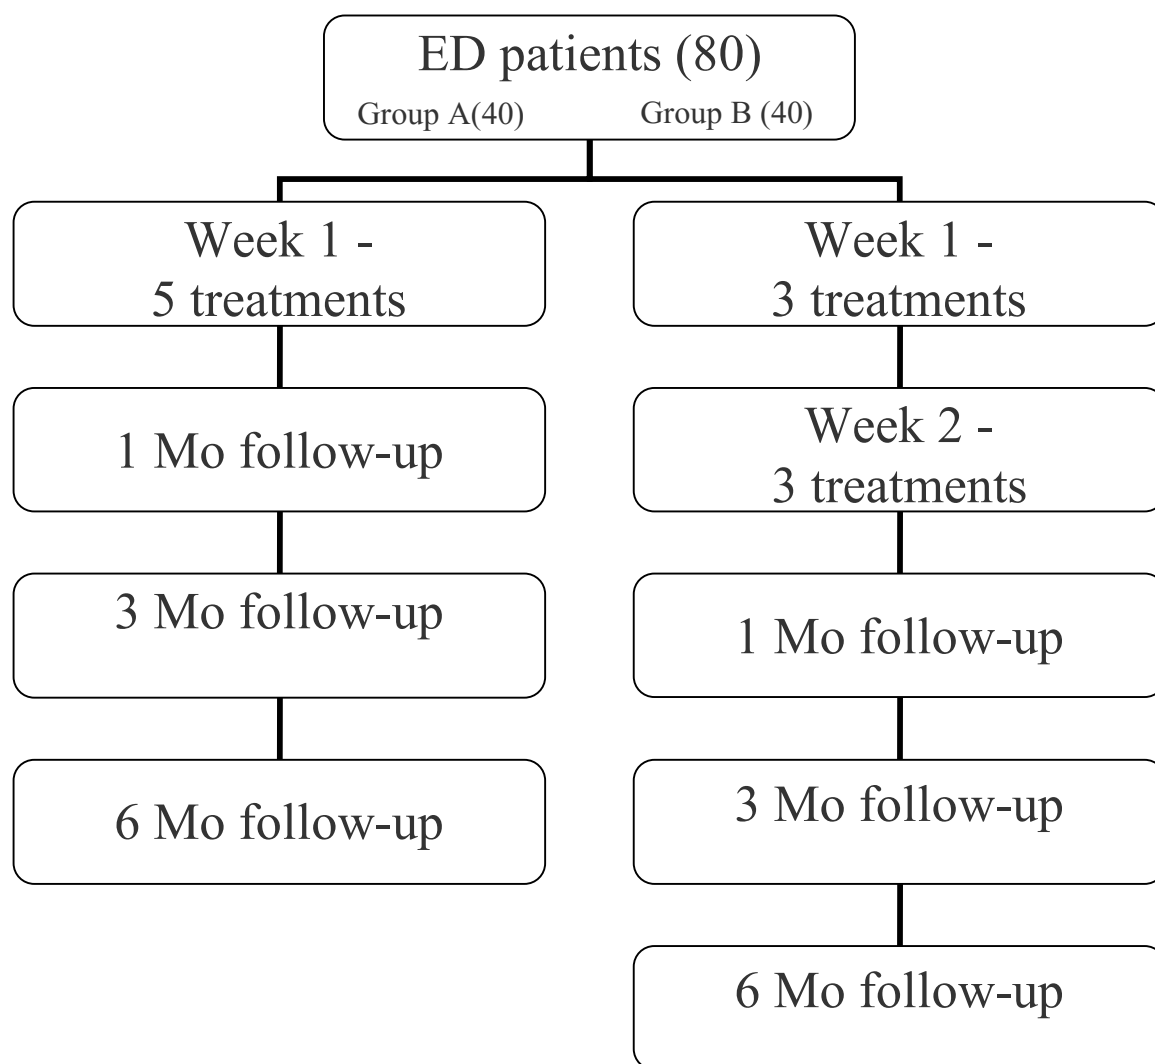 ED patients (80)
Group A(40) Group B (40)
Week 1 -
5 treatments
1 Mo follow-up
3 Mo follow-up
6 Mo follow-up
Week 1 -
3 treatments
Week 2 -
3 treatments
1 Mo follow-up
3 Mo follow-up
6 Mo follow-up